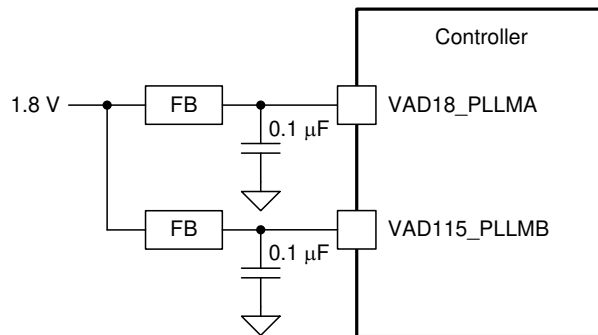 Controller
1.8 V
FB
VAD18_PLLMA
0.1 μF
FB
VAD115_PLLMB
0.1 μF